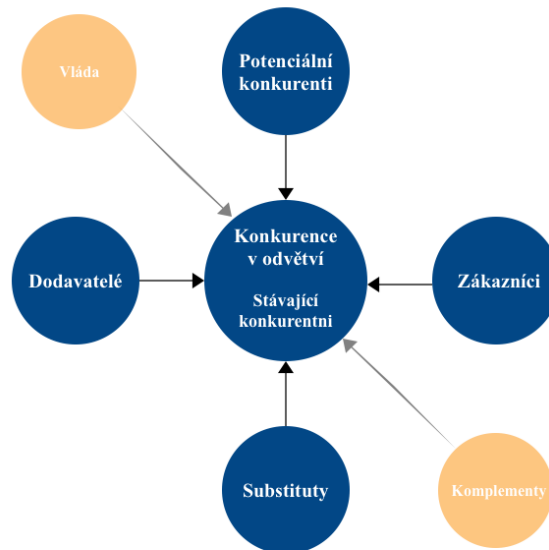 Vláda
Potenciální
konkurenti
Konkurence
v odvětví
Stávající
konkurentni
Dodavatelé
Zákazníci
Substituty
Komplementy